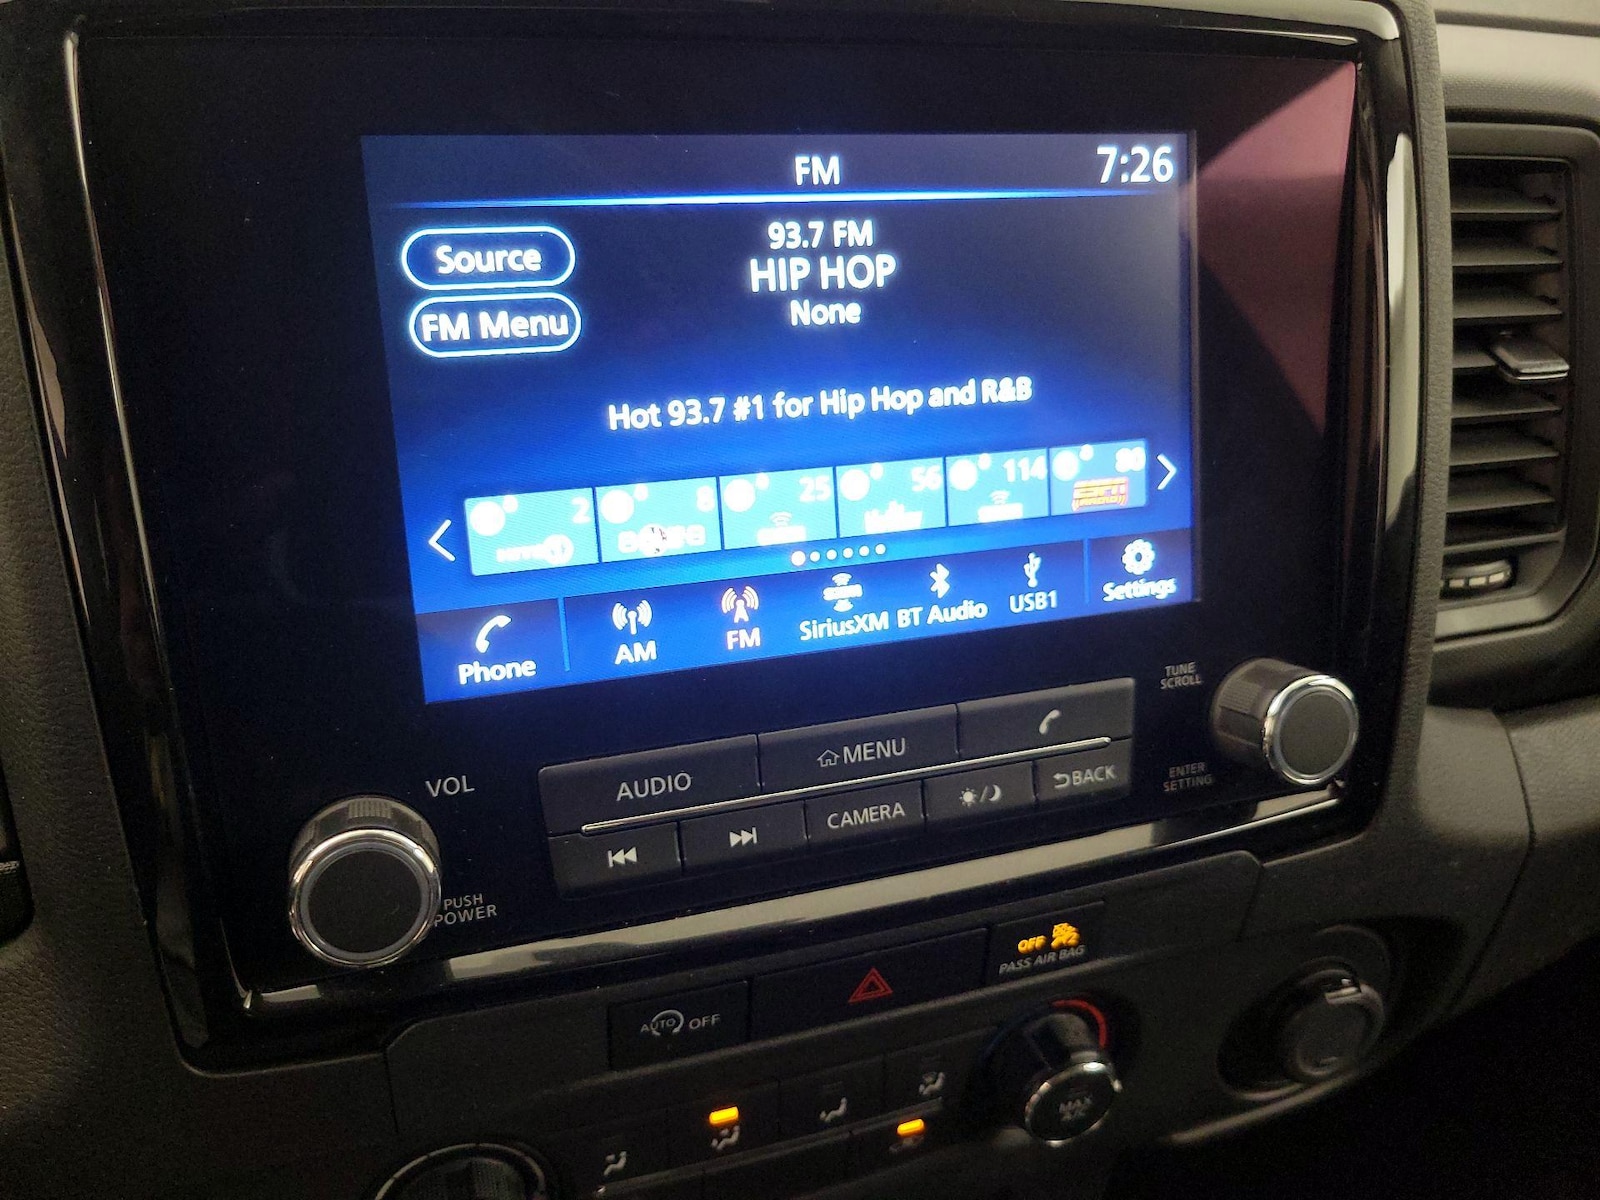 FM
7:26
Source
FM Menu
93.7 FM
HIP HOP
None
Hot 93.7 #1 for Hip Hop and R&B
2
8
25
56
114
80
ESPN
RADIO
Phone
AM
FM
SiriusXM
BT Audio
USB1
Settings
VOL
PUSH
POWER
AUDIO
MENU
CAMERA
BACK
TUNE
SCROLL
ENTER
SETTING
AUTO OFF
OFF
PASS AIR BAG
MAX
A/C